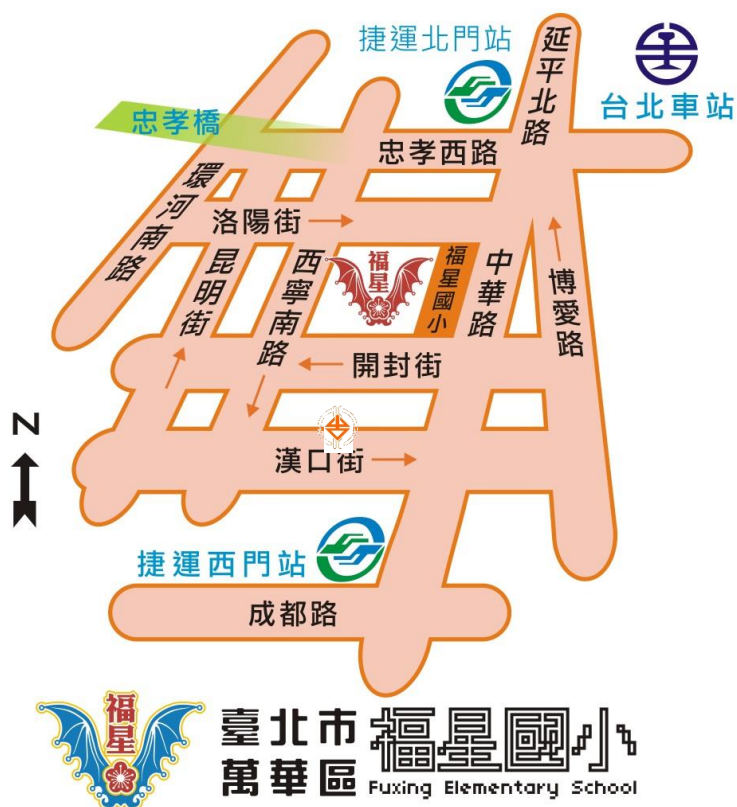 捷運北門站
延平北路
台北車站
忠孝橋
忠孝西路
環河南路
洛陽街
昆明街
西寧南路
福星
福星國小
中華路
博愛路
開封街
N
漢口街
捷運西門站
成都路
福星
臺北市
萬華區
福星國小
Fuxing Elementary School